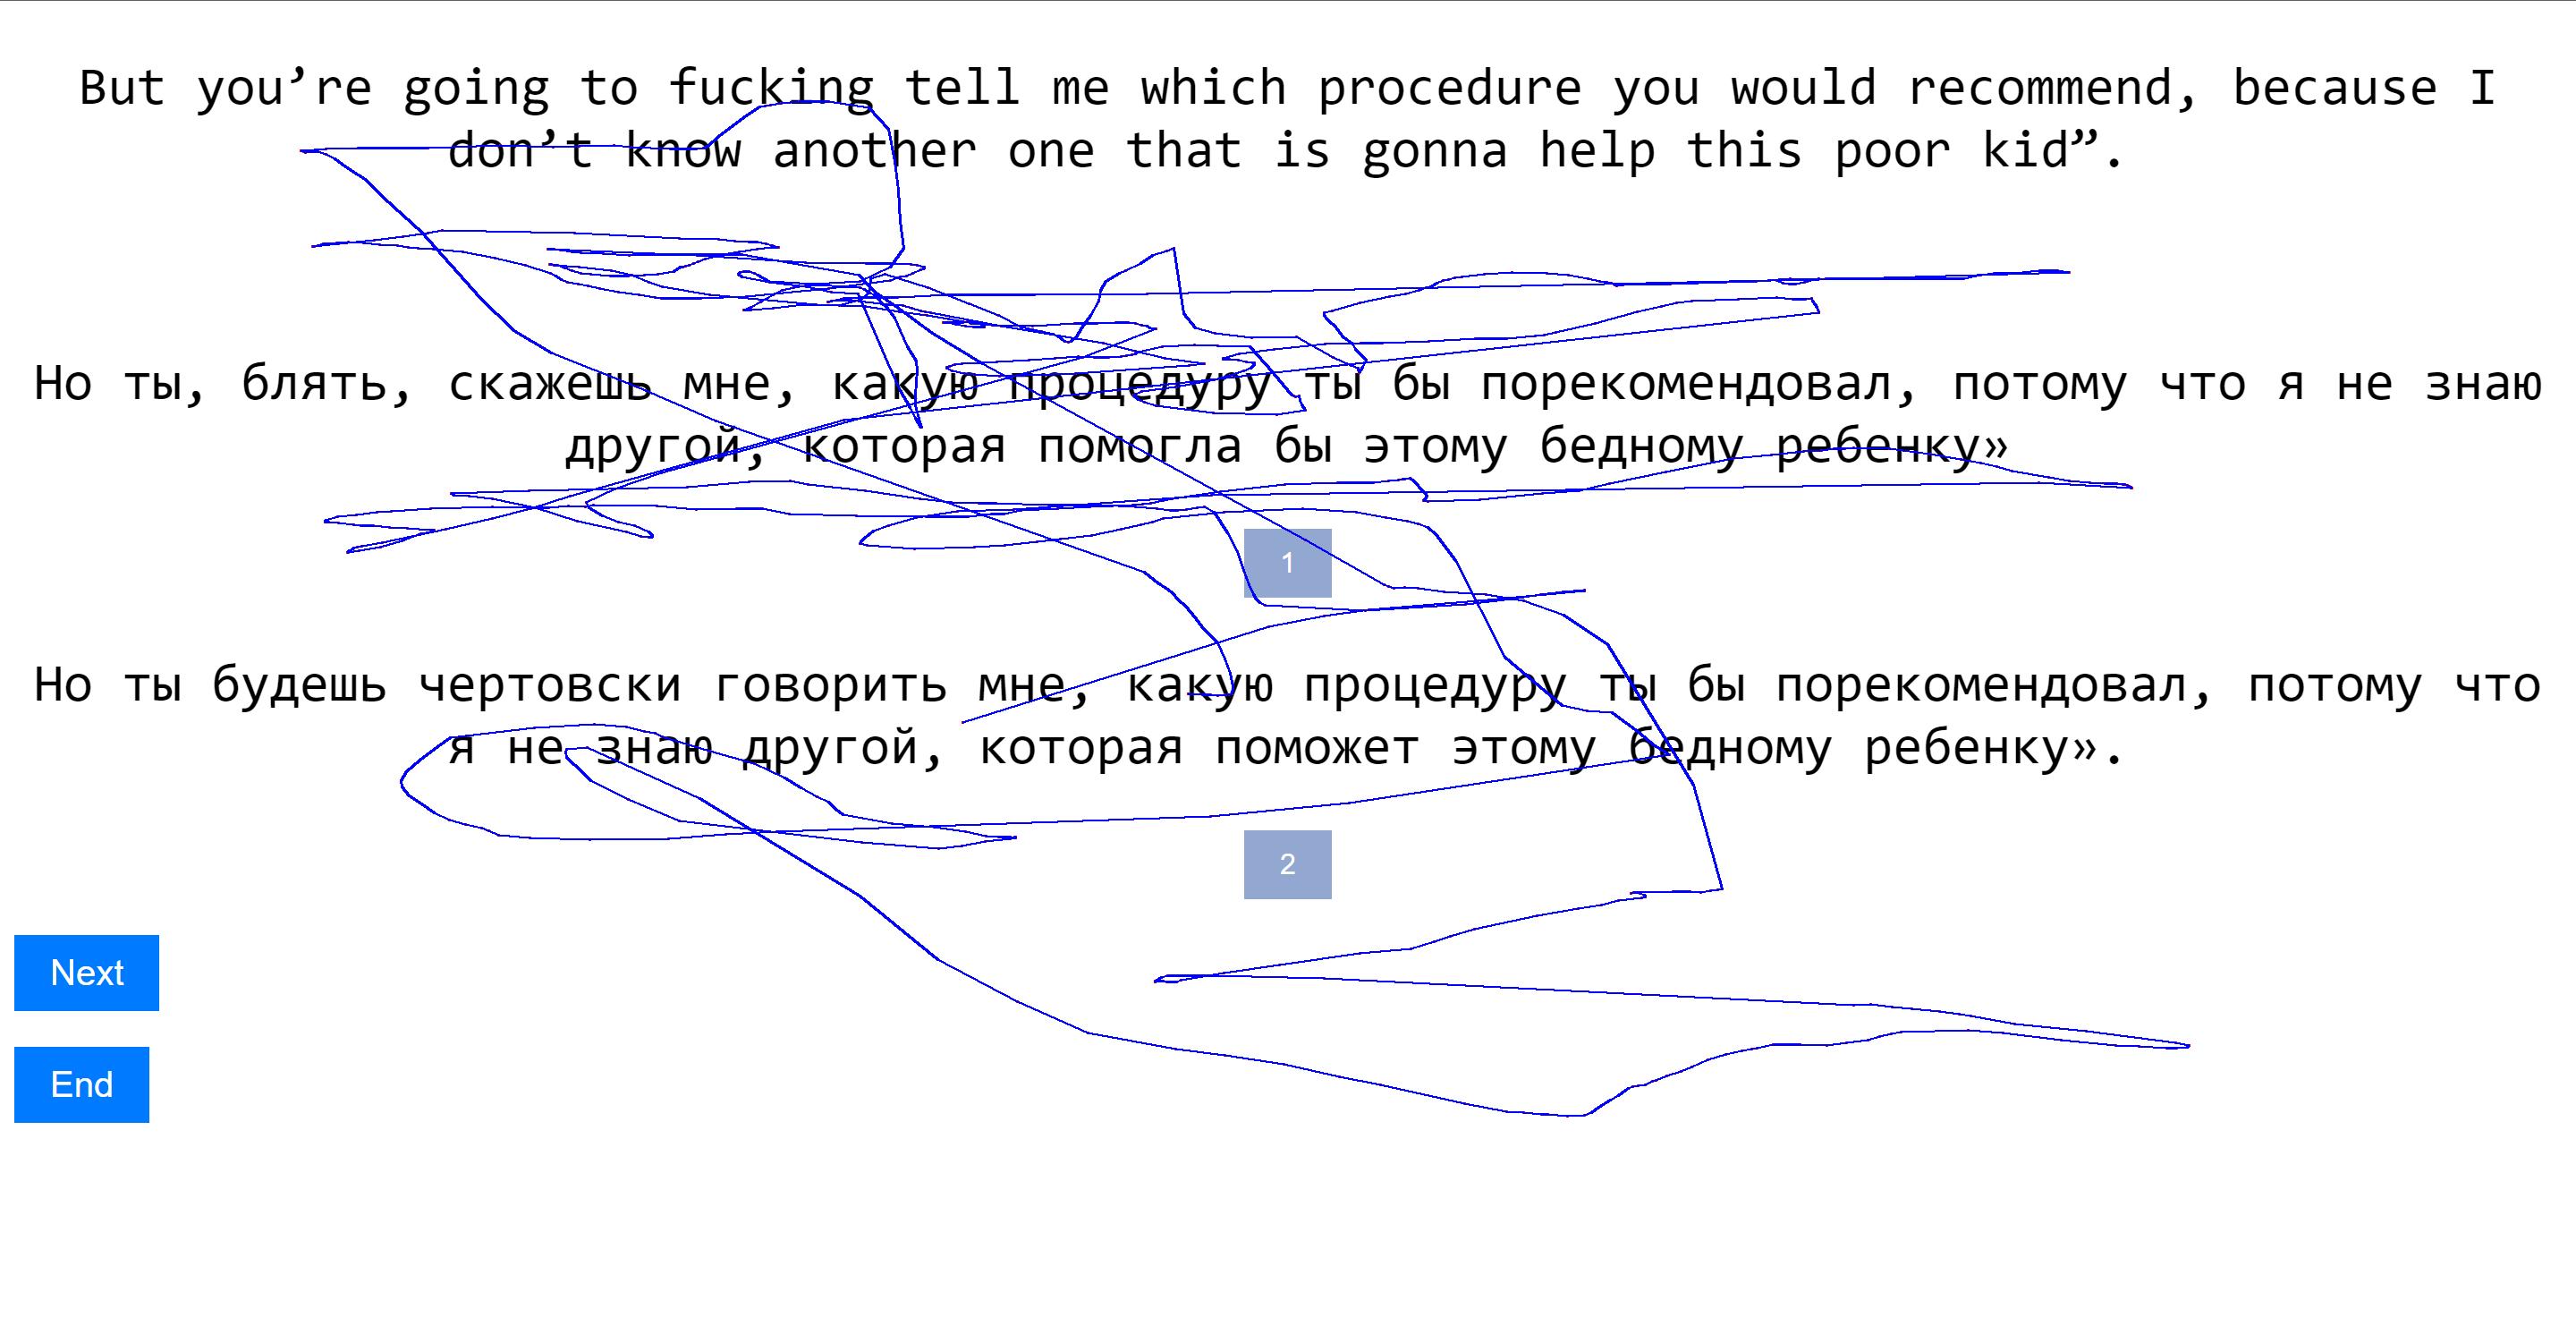 But you’re going to fucking tell me which procedure you would recommend, because I
don’t know another one that is gonna help this poor kid”.
Но ты, блять, скажешь мне, какую процедуру ты бы порекомендовал, потому что я не знаю
другой, которая помогла бы этому бедному ребенку»
1
Но ты будешь чертовски говорить мне, какую процедуру ты бы порекомендовал, потому что
я не знаю другой, которая поможет этому бедному ребенку».
2
Next
End